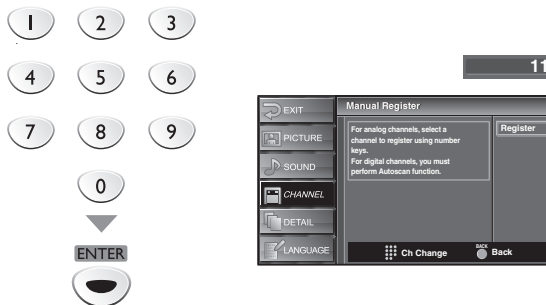 1 2 3
4 5 6
7 8 9
0
ENTER
11
EXIT
PICTURE
SOUND
CHANNEL
DETAIL
LANGUAGE
Manual Register
For analog channels, select a
channel to register using number
keys.
For digital channels, you must
perform Autoscan function.
Register
Ch Change
BACK
Back